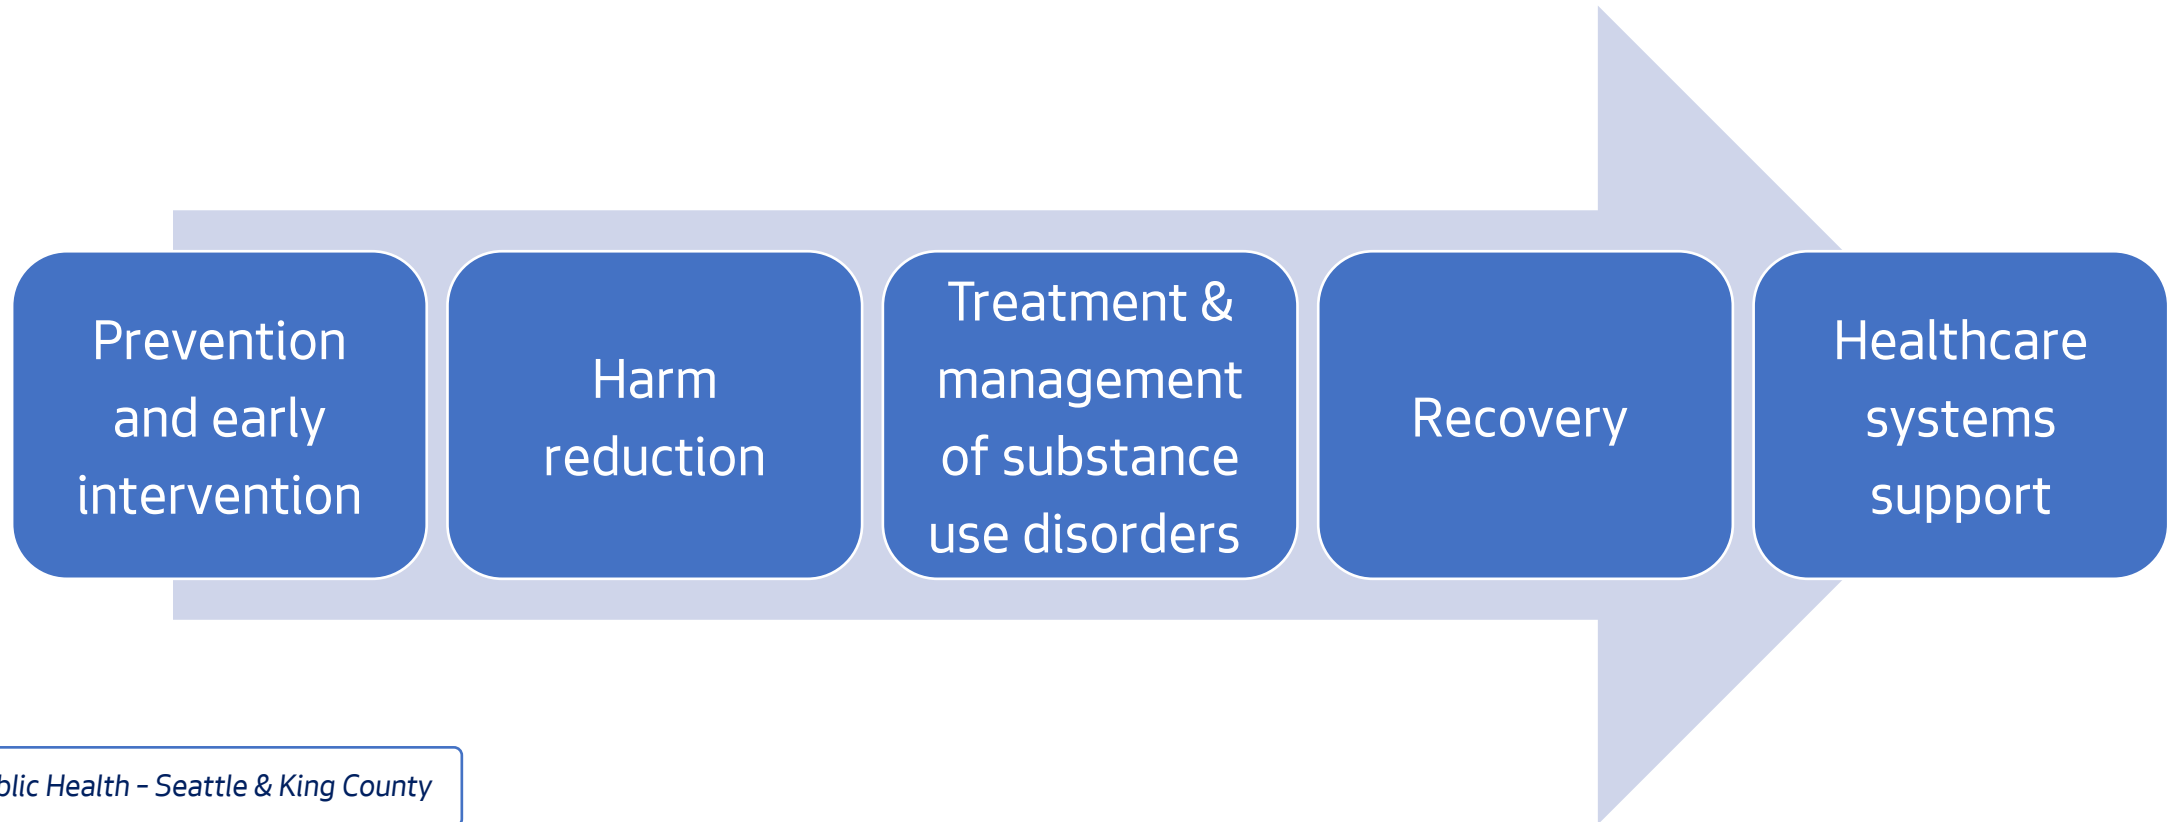 Prevention
and early
intervention
Harm
reduction
Treatment &
management
of substance
use disorders
Recovery
Healthcare
systems
support
Health – Seattle & King County